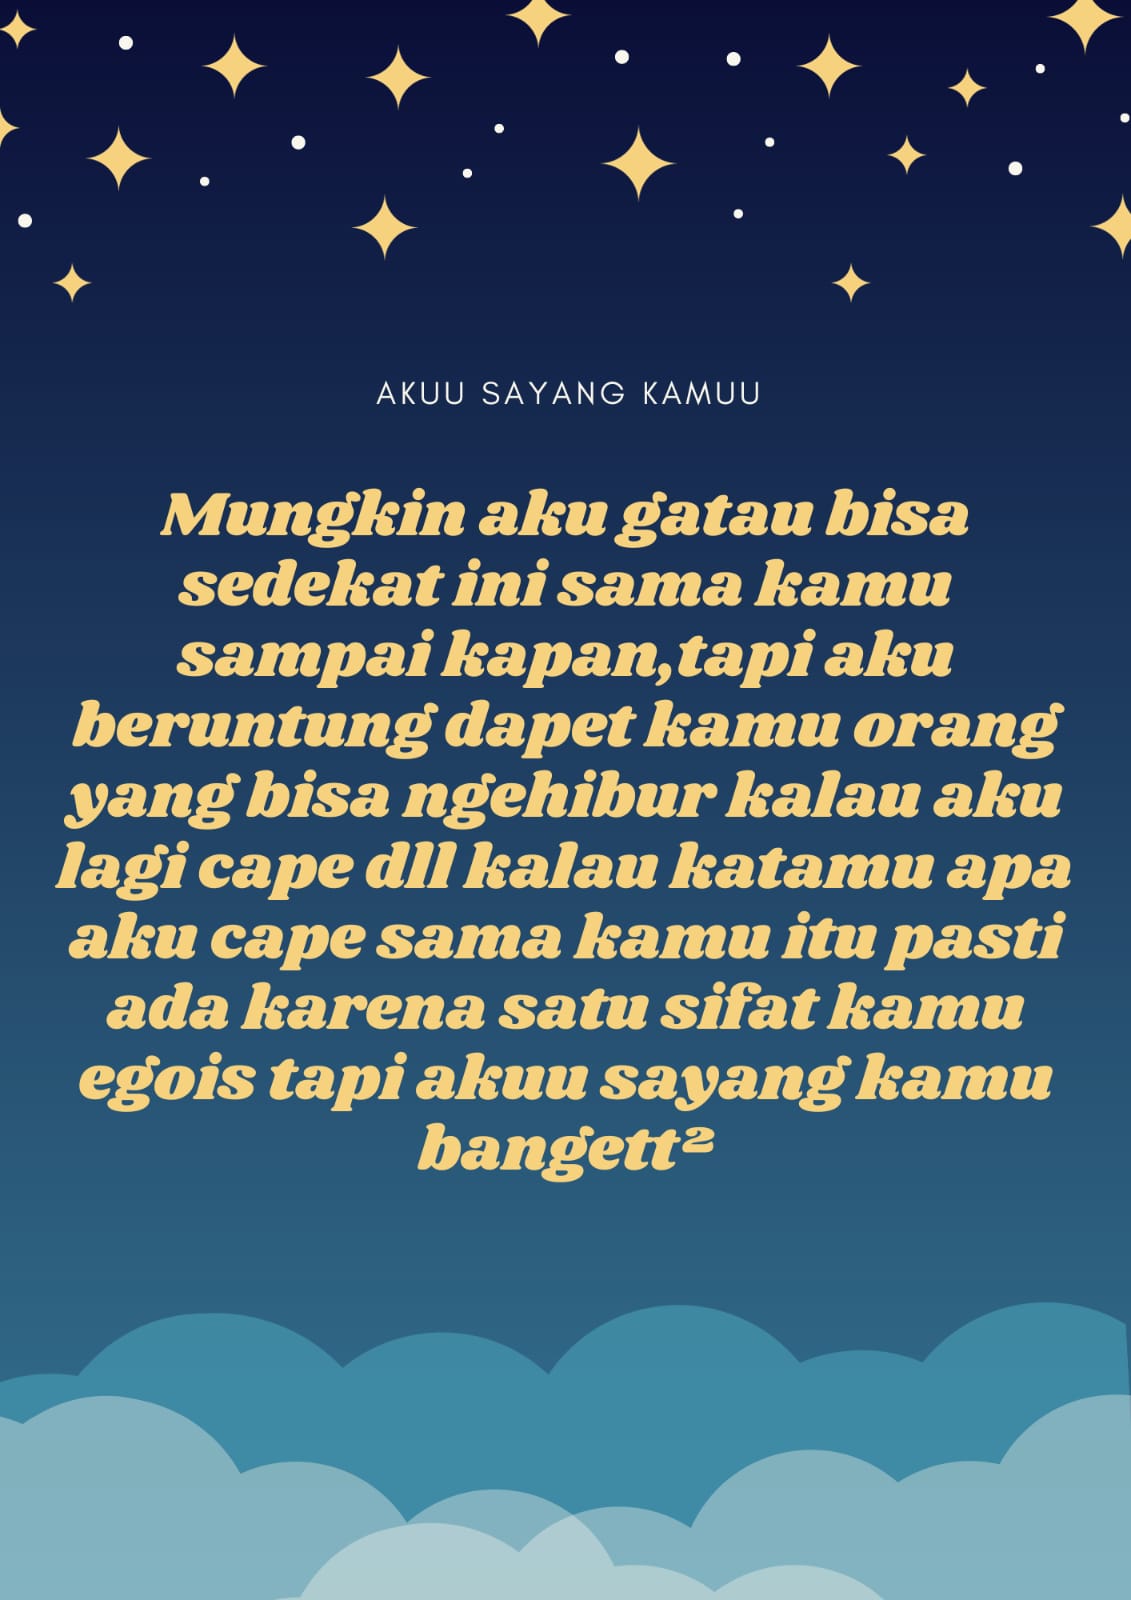 AKUU SAYANG KAMUU
Mungkin aku gatau bisa
sedekat ini sama kamu
sampai kapan,tapi aku
beruntung dapet kamu orang
yang bisa ngehibur kalau aku
lagi cape dll kalau katamu apa
aku cape sama kamu itu pasti
ada karena satu sifat kamu
egois tapi akuu sayang kamu
bangett²